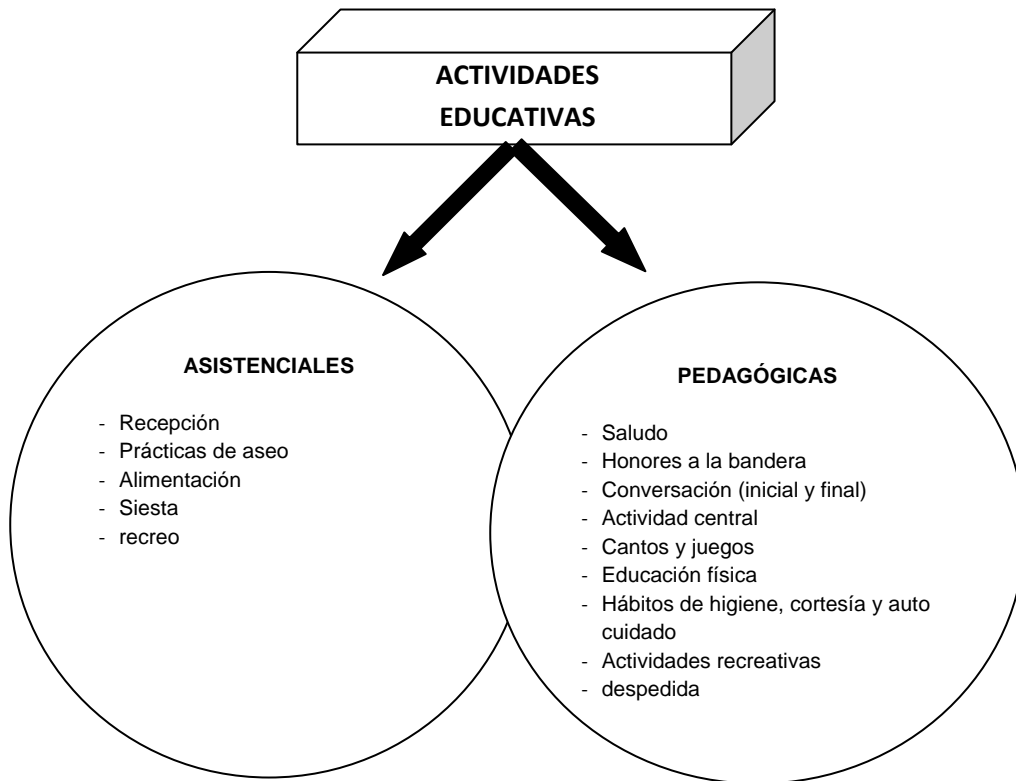 ACTIVIDADES
EDUCATIVAS
ASISTENCIALES
- Recepción
- Prácticas de aseo
- Alimentación
- Siesta
- recreo
PEDAGÓGICAS
- Saludo
- Honores a la bandera
- Conversación (inicial y final)
- Actividad central
- Cantos y juegos
- Educación física
- Hábitos de higiene, cortesía y auto
cuidado
- Actividades recreativas
- despedida